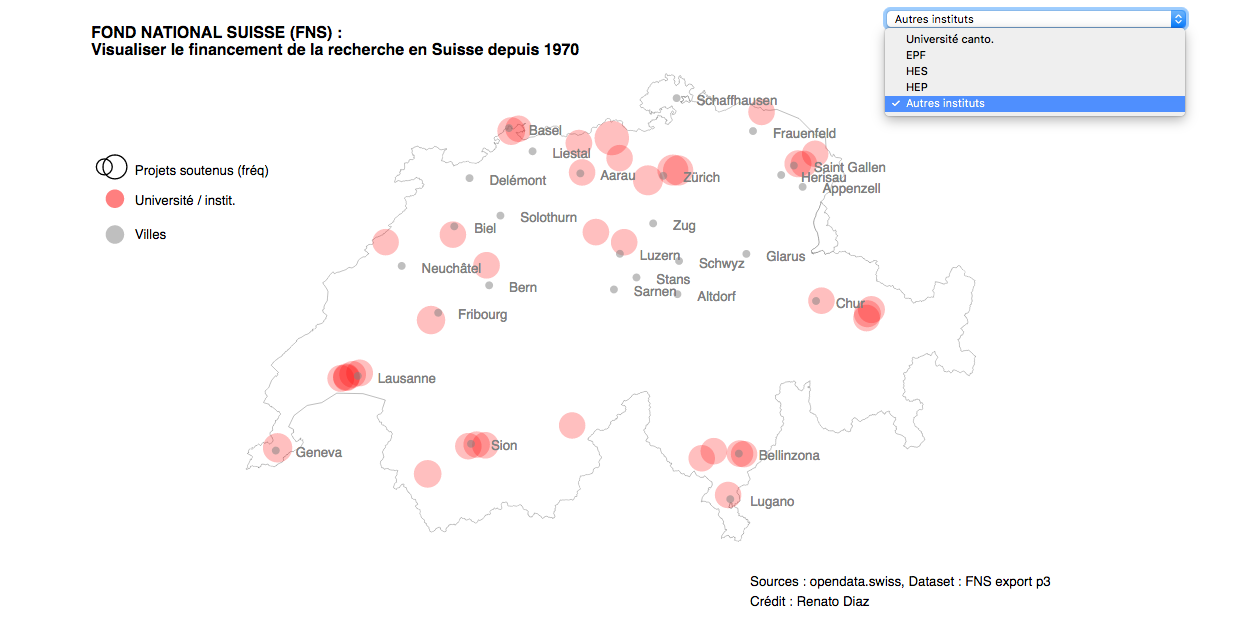 FOND NATIONAL SUISSE (FNS) :
Visualiser le financement de la recherche en Suisse depuis 1970
Autres instituts
Université canto.
EPF
HES
HEP
✓ Autres instituts
Projets soutenus (fréq)
Université / instit.
Villes
Schaffhausen
Basel
Frauenfeld
Liestal
Saint Gallen
Delémont
Aarau
Zürich
Herisau
Appenzell
Solothurn
Biel
Zug
Luzern
Schwyz
Glarus
Neuchâtel
Stans
Bern
Sarnen
Altdorf
Chur
Fribourg
Lausanne
Sion
Geneva
Bellinzona
Lugano
Sources : opendata.swiss, Dataset : FNS export p3
Crédit : Renato Diaz